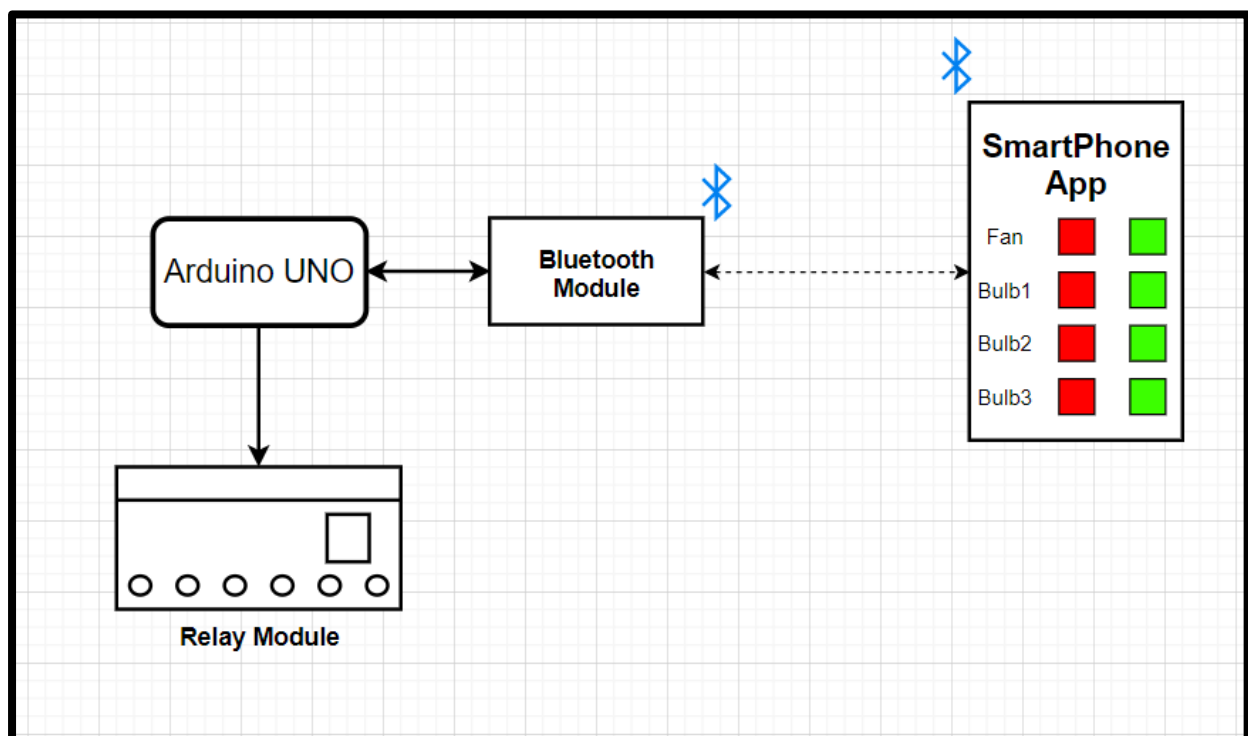 SmartPhone
App
Fan
Bulb1
Bulb2
Bulb3
Arduino UNO
Bluetooth
Module
Relay Module